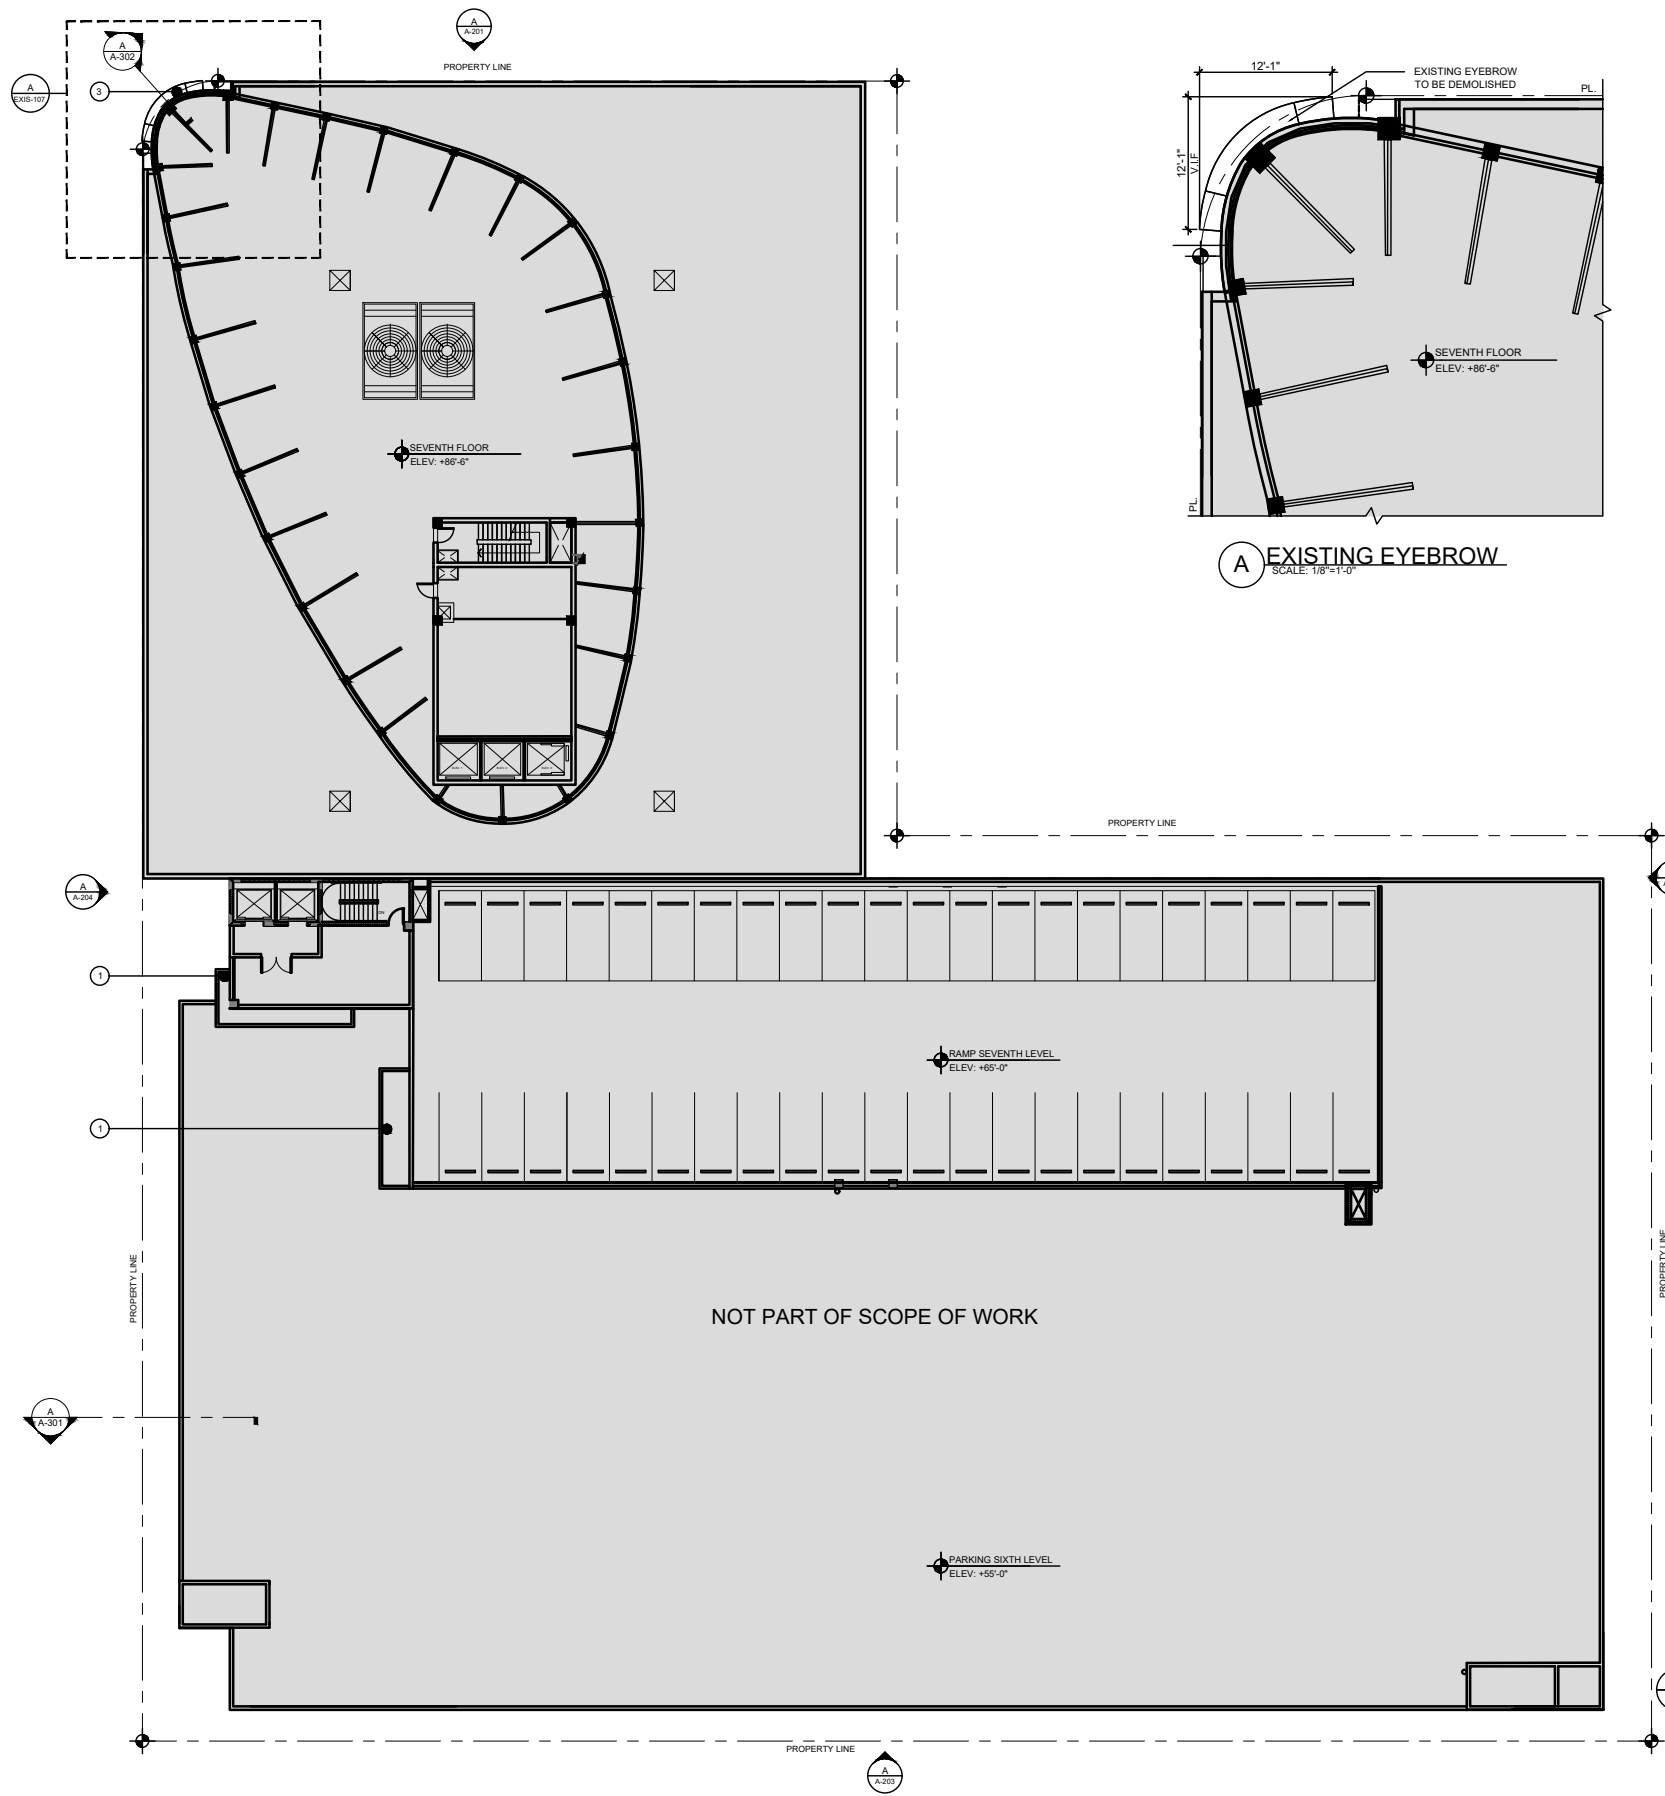 A
A-201
PROPERTY LINE
A
A-302
3
A
EXIS-107
12'-1"
EXISTING EYEBROW
TO BE DEMOLISHED
PL.
12'-1"
V.I.F
SEVENTH FLOOR
ELEV: +86'-6"
PL.
A
EXISTING EYEBROW
SCALE: 1/8"=1'-0"
SEVENTH FLOOR
ELEV: +86'-6"
PROPERTY LINE
A
A-204
1
RAMP SEVENTH LEVEL
ELEV: +65'-0"
1
PROPERTY LINE
PROPERTY LINE
NOT PART OF SCOPE OF WORK
A
A-301
PARKING SIXTH LEVEL
ELEV: +55'-0"
PROPERTY LINE
A
A-203